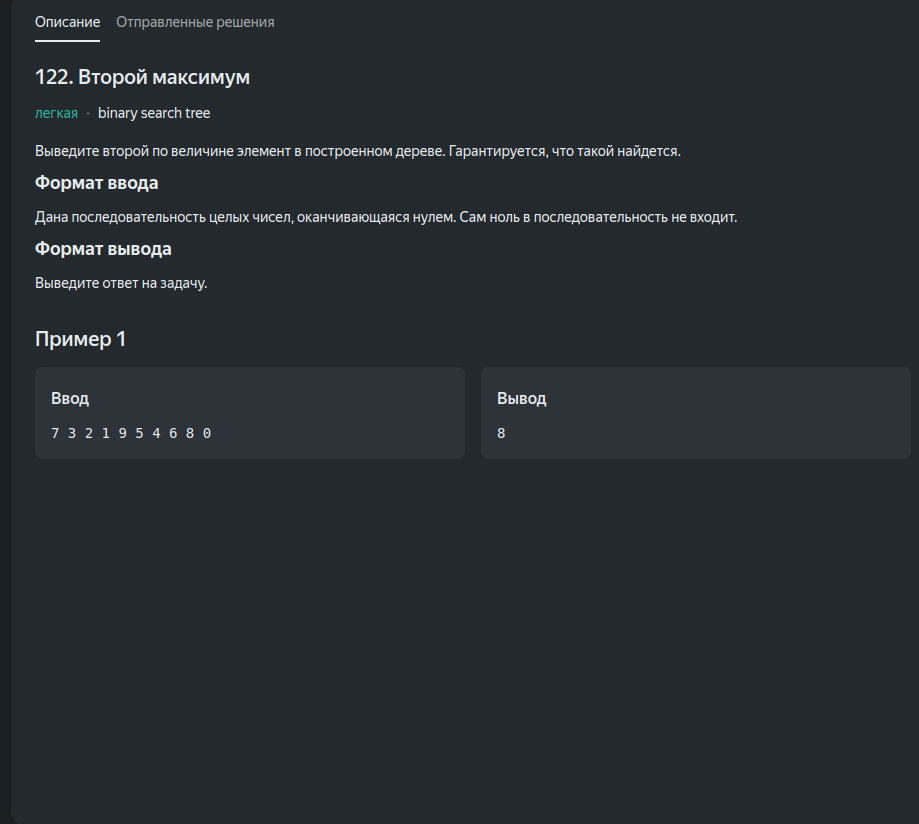 Описание Отправленные решения
122. Второй максимум
легкая · binary search tree
Выведите второй по величине элемент в построенном дереве. Гарантируется, что такой найдется.
Формат ввода
Дана последовательность целых чисел, оканчивающаяся нулем. Сам ноль в последовательность не входит.
Формат вывода
Выведите ответ на задачу.
Пример 1
Ввод
7 3 2 1 9 5 4 6 8 0
Вывод
8